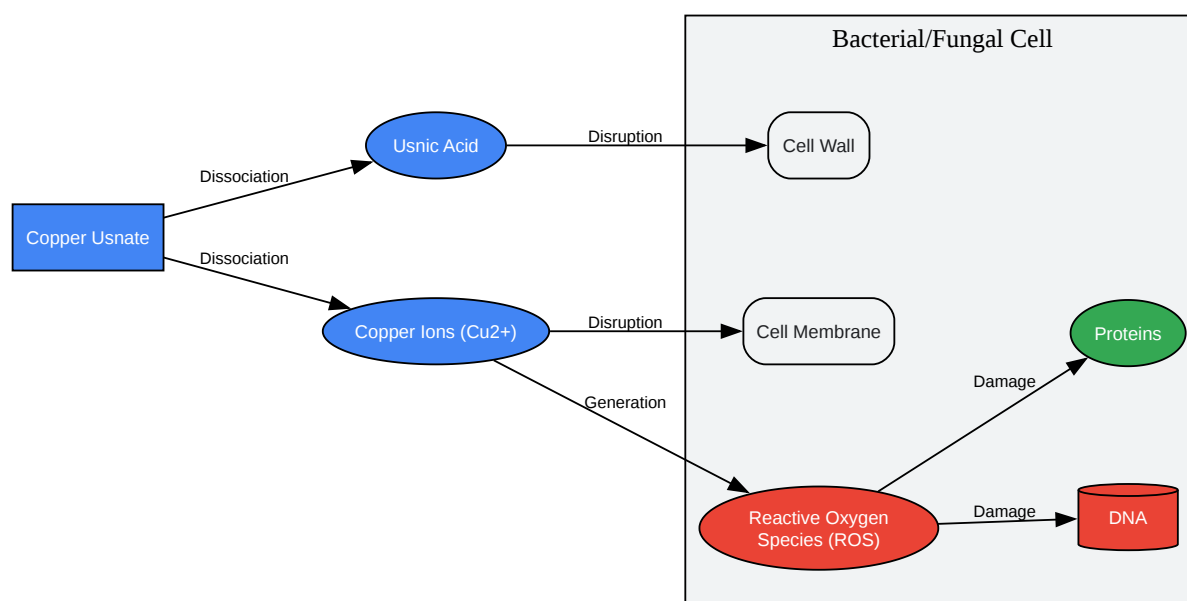 Bacterial/Fungal Cell
Usnic Acid
Disruption
Cell Wall
Dissociation
Copper Usnate
Dissociation
Copper Ions (Cu2+)
Disruption
Cell Membrane
Proteins
Damage
Generation
Reactive Oxygen
Species (ROS)
Damage
DNA